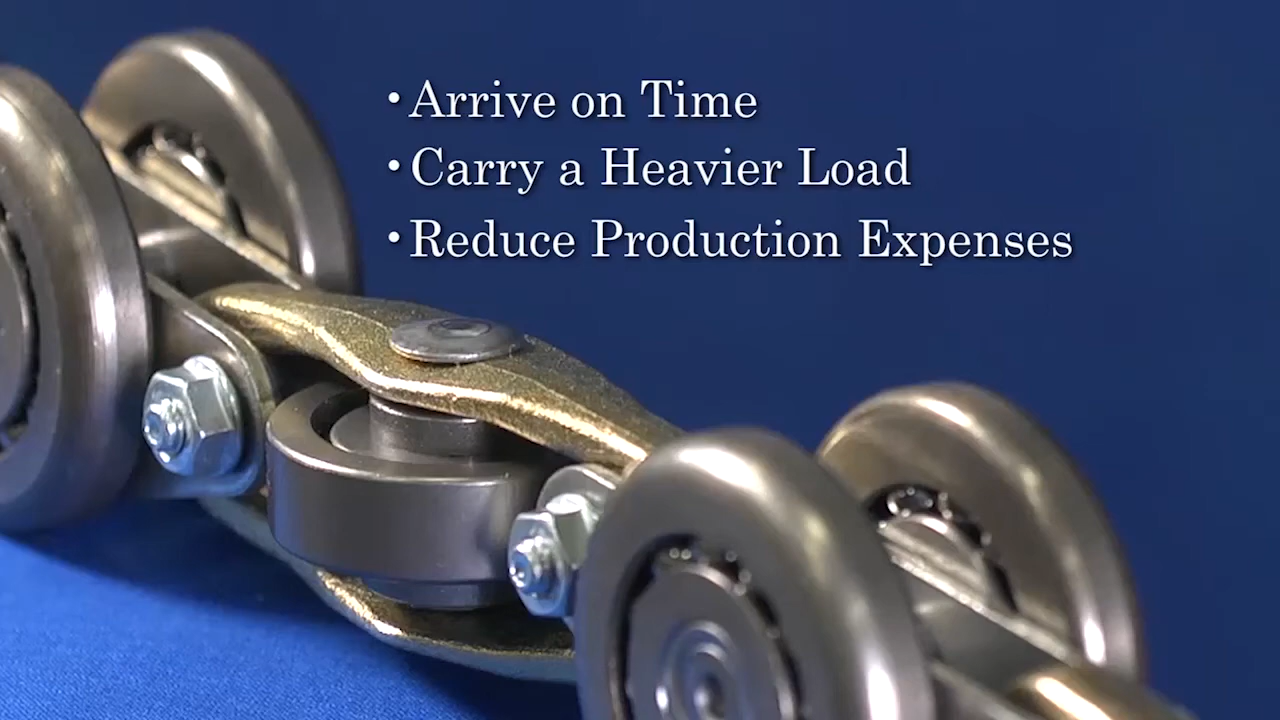 • Arrive on Time
• Carry a Heavier Load
• Reduce Production Expenses